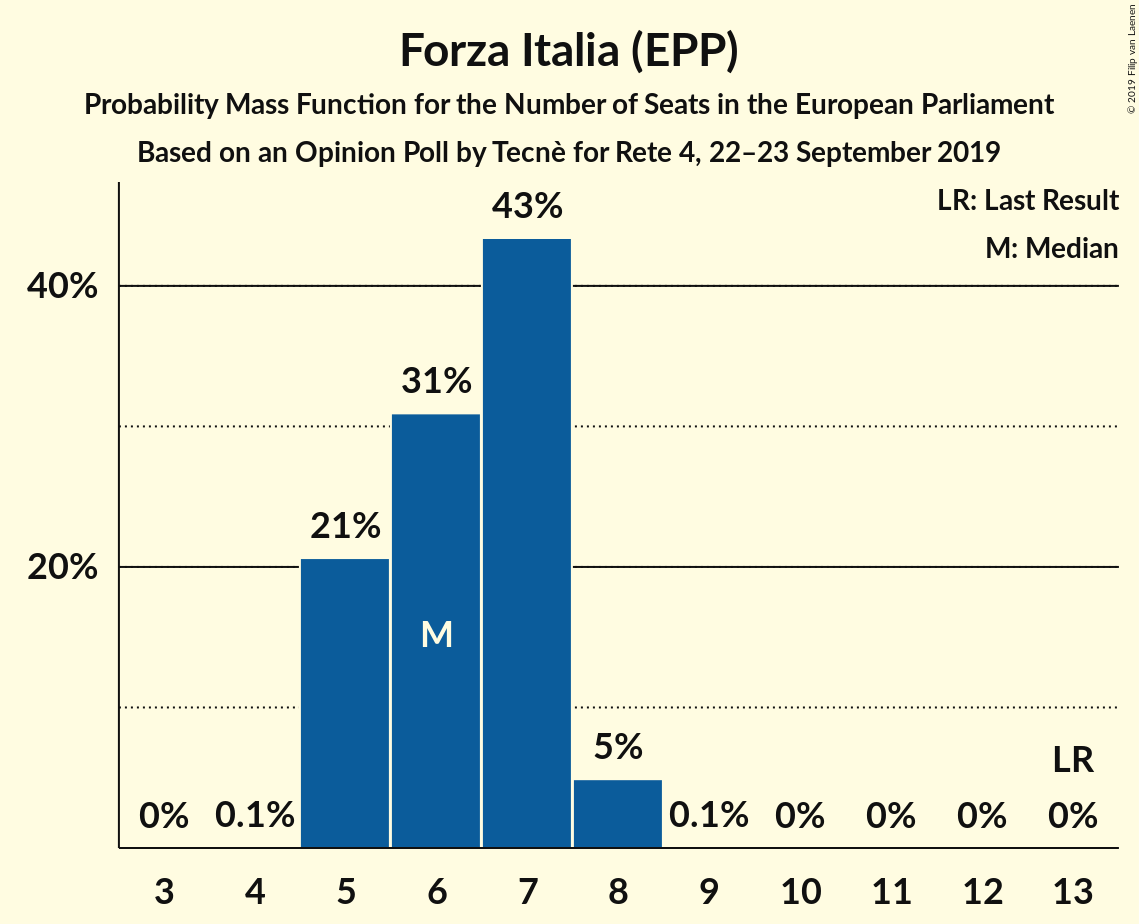 Forza Italia (EPP)
Probability Mass Function for the Number of Seats in the European Parliament
Based on an Opinion Poll by Tecnè for Rete 4, 22–23 September 2019
© 2019 Filip van Laenen
LR: Last Result
M: Median
43%
40%
31%
21%
20%
M
5%
LR
0% 0.1% 0.1% 0% 0% 0% 0%
3 4 5 6 7 8 9 10 11 12 13